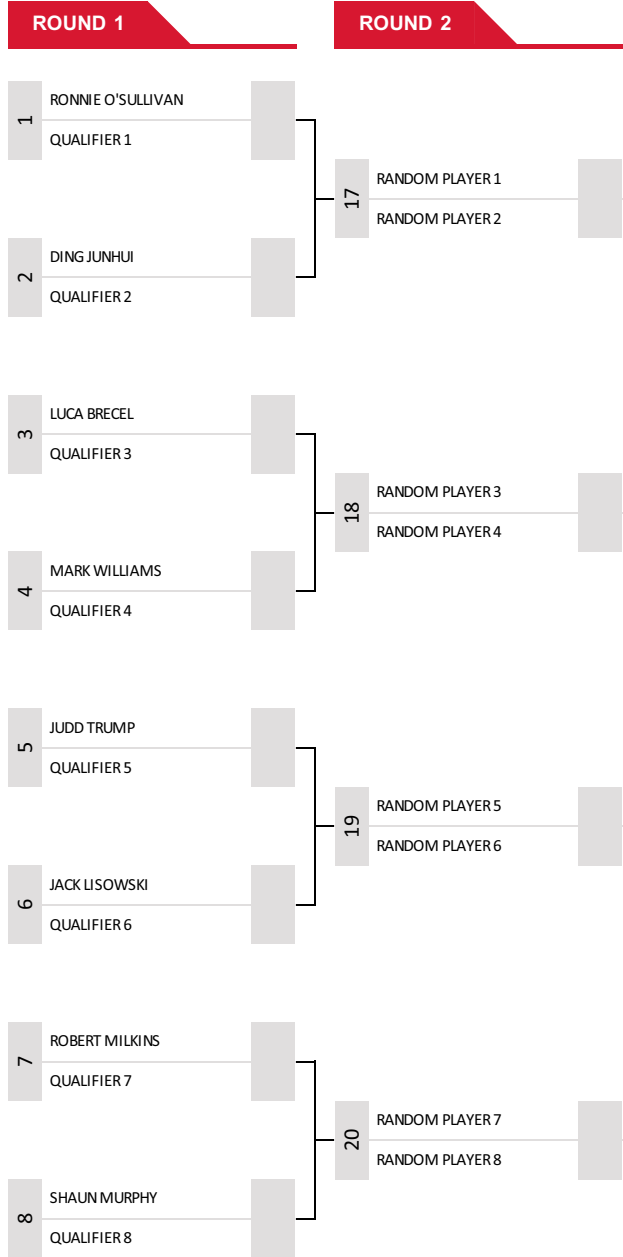 ROUND 1
ROUND 2
1
RONNIE O'SULLIVAN
QUALIFIER 1
2
DING JUNHUI
QUALIFIER 2
17
RANDOM PLAYER 1
RANDOM PLAYER 2
3
LUCA BRECEL
QUALIFIER 3
4
MARK WILLIAMS
QUALIFIER 4
18
RANDOM PLAYER 3
RANDOM PLAYER 4
5
JUDD TRUMP
QUALIFIER 5
6
JACK LISOWSKI
QUALIFIER 6
19
RANDOM PLAYER 5
RANDOM PLAYER 6
7
ROBERT MILKINS
QUALIFIER 7
8
SHAUN MURPHY
QUALIFIER 8
20
RANDOM PLAYER 7
RANDOM PLAYER 8